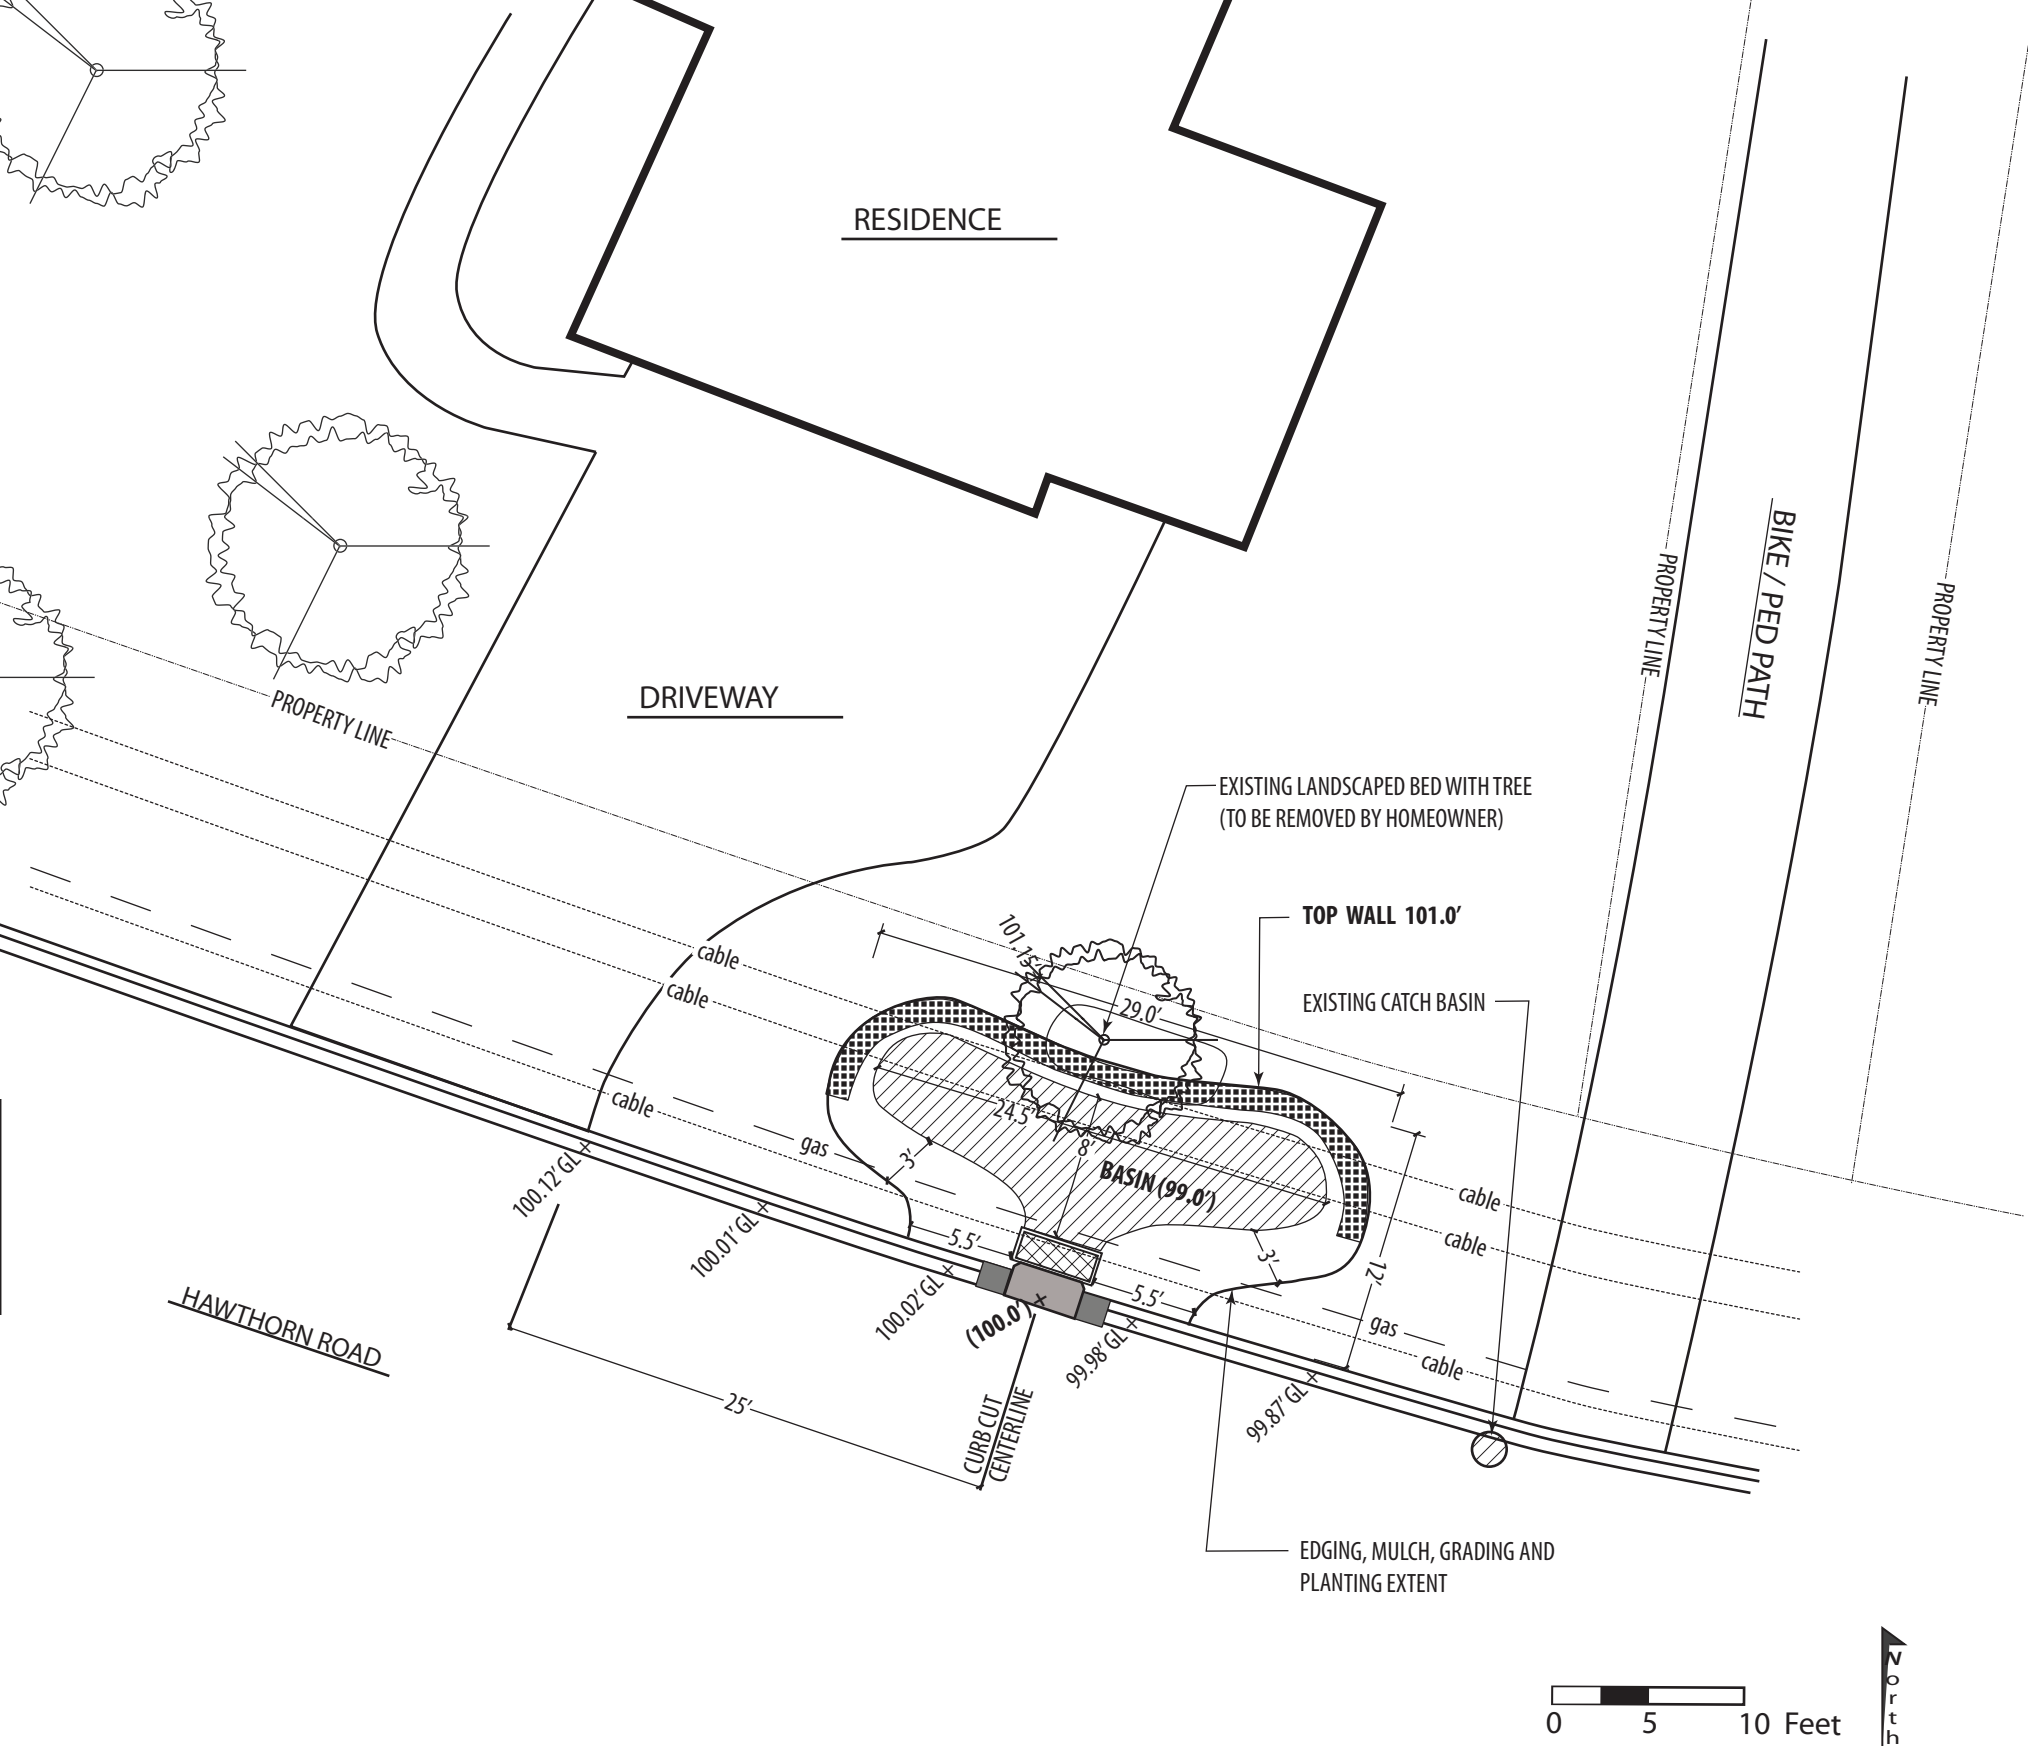 RESIDENCE
BIKE / PED PATH
PROPERTY LINE
PROPERTY LINE
PROPERTY LINE
DRIVEWAY
EXISTING LANDSCAPED BED WITH TREE
(TO BE REMOVED BY HOMEOWNER)
TOP WALL 101.0'
101.15'
cable
cable
29.0'
EXISTING CATCH BASIN
cable
24.5'
gas
3'
8'
BASIN (99.0')
cable
cable
100.12' GL
100.01' GL
5.5'
3'
12'
100.02' GL
(100.0')
5.5'
99.98' GL
gas
cable
99.87' GL
HAWTHORN ROAD
25'
CURB CUT
CENTERLINE
EDGING, MULCH, GRADING AND
PLANTING EXTENT
0 5 10 Feet
North